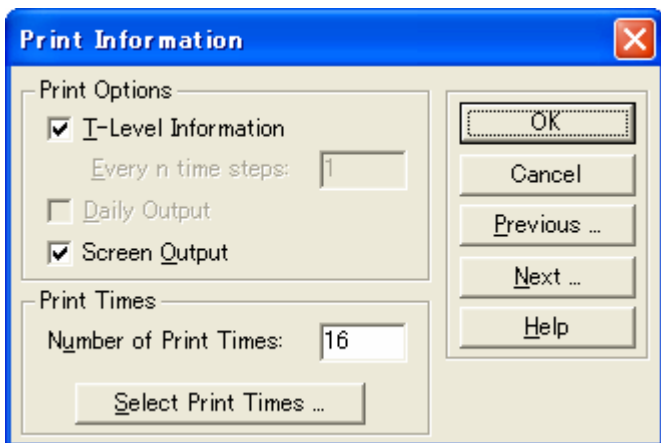 Print Information
Print Options
T-Level Information
Every n time steps: 1
Daily Output
Screen Output
Print Times
Number of Print Times: 16
Select Print Times ...
OK
Cancel
Previous ...
Next ...
Help